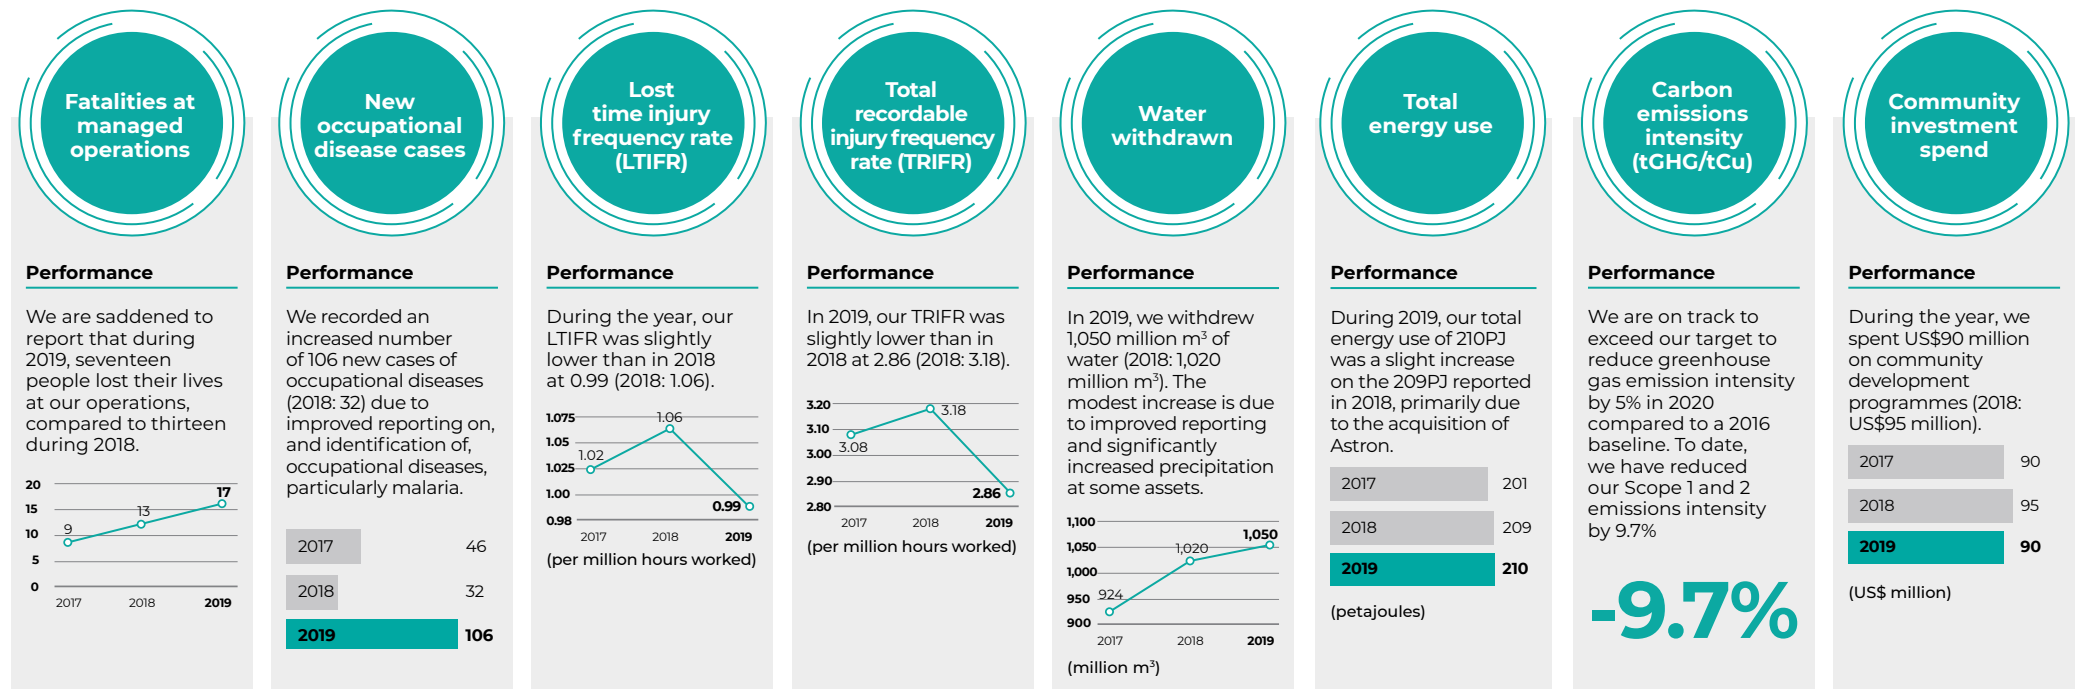 Fatalities at
managed
operations
Performance
We are saddened to
report that during
2019, seventeen
people lost their lives
at our operations,
compared to thirteen
during 2018.
20
15
10
5
0
9
13
17
2017
2018
2019
New
occupational
disease cases
Performance
We recorded an
increased number
of 106 new cases of
occupational diseases
(2018: 32) due to
improved reporting on,
and identification of,
occupational diseases,
particularly malaria.
2017 46
2018 32
2019 106
Lost
time injury
frequency rate
(LTIFR)
Performance
During the year, our
LTIFR was slightly
lower than in 2018
at 0.99 (2018: 1.06).
1.075
1.05
1.025
1.00
0.98
1.02
1.06
0.99
2017
2018
2019
(per million hours worked)
Total
recordable
injury frequency
rate (TRIFR)
Performance
In 2019, our TRIFR was
slightly lower than in
2018 at 2.86 (2018: 3.18).
3.20
3.10
3.00
2.90
2.80
3.08
3.18
2.86
2017
2018
2019
(per million hours worked)
Water
withdrawn
Performance
In 2019, we withdrew
1,050 million m³ of
water (2018: 1,020
million m³). The
modest increase is due
to improved reporting
and significantly
increased precipitation
at some assets.
1,100
1,050
1,000
950
900
924
1,020
1,050
2017
2018
2019
(million m³)
Total
energy use
Performance
During 2019, our total
energy use of 210PJ
was a slight increase
on the 209PJ reported
in 2018, primarily due
to the acquisition of
Astron.
2017 201
2018 209
2019 210
(petajoules)
Carbon
emissions
intensity
(tGHG/tCu)
Performance
We are on track to
exceed our target to
reduce greenhouse
gas emission intensity
by 5% in 2020
compared to a 2016
baseline. To date,
we have reduced
our Scope 1 and 2
emissions intensity
by 9.7%
-9.7%
Community
investment
spend
Performance
During the year, we
spent US$90 million
on community
development
programmes (2018:
US$95 million).
2017 90
2018 95
2019 90
(US$ million)